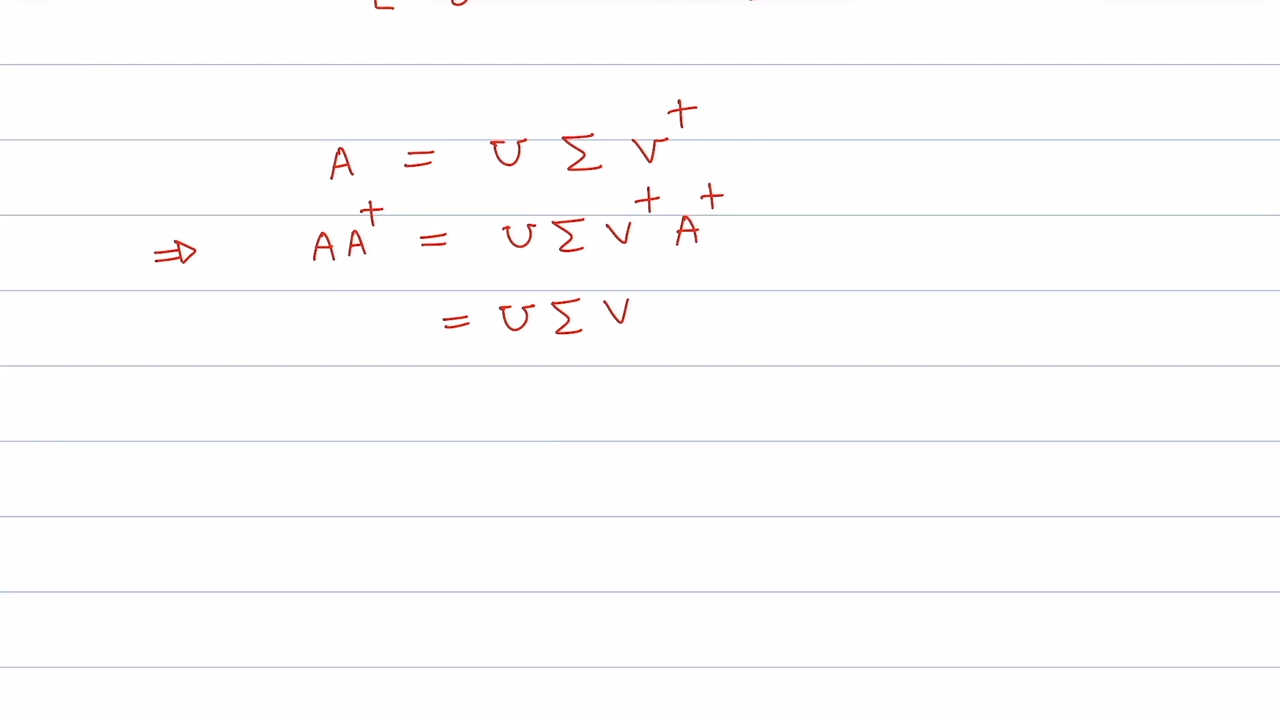 A = U Σ V†
⇒ AA† = U Σ V† A†
= U Σ V